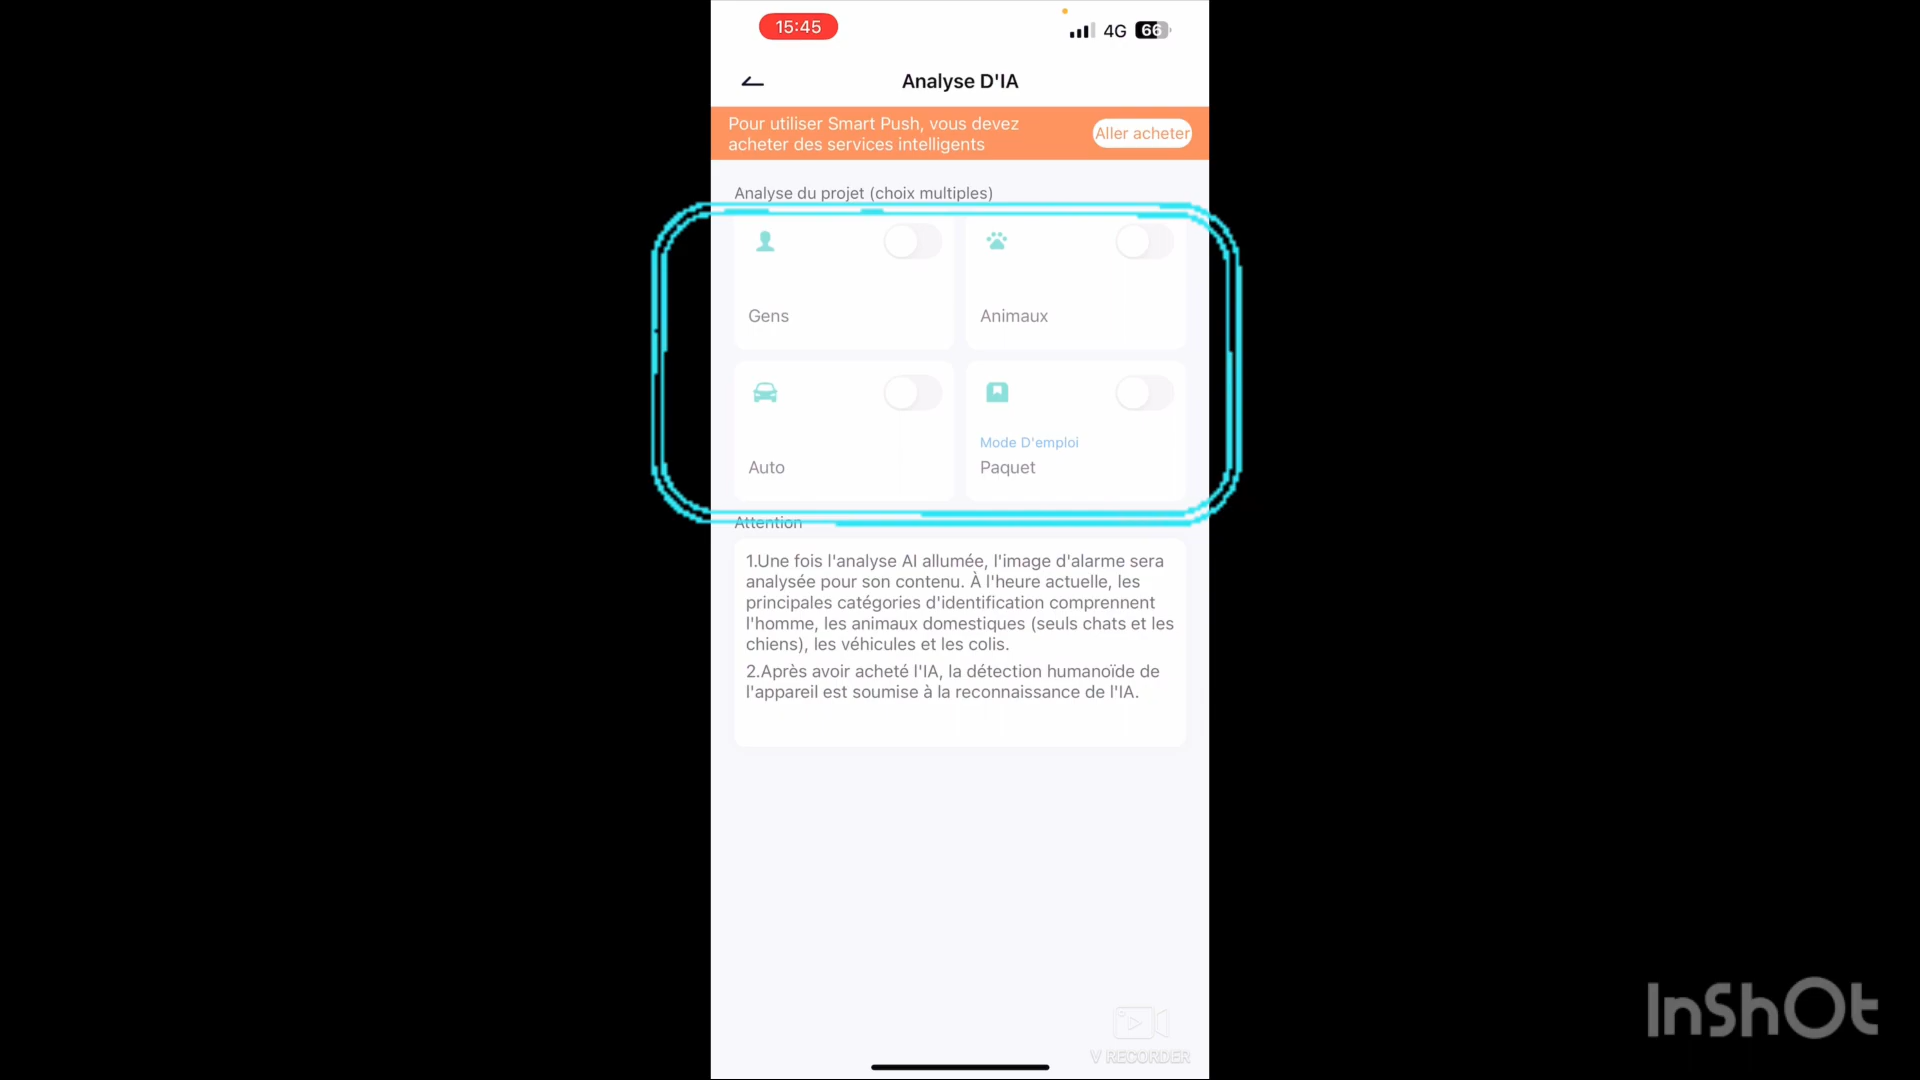 15:45
4G 66
Analyse D'IA
Pour utiliser Smart Push, vous devez
acheter des services intelligents
Aller acheter
Analyse du projet (choix multiples)
Gens
Animaux
Auto
Mode D'emploi
Paquet
Attention
1.Une fois l'analyse AI allumée, l'image d'alarme sera
analysée pour son contenu. À l'heure actuelle, les
principales catégories d'identification comprennent
l'homme, les animaux domestiques (seuls chats et les
chiens), les véhicules et les colis.
2.Après avoir acheté l'IA, la détection humanoïde de
l'appareil est soumise à la reconnaissance de l'IA.
V RECORDER
InShOt